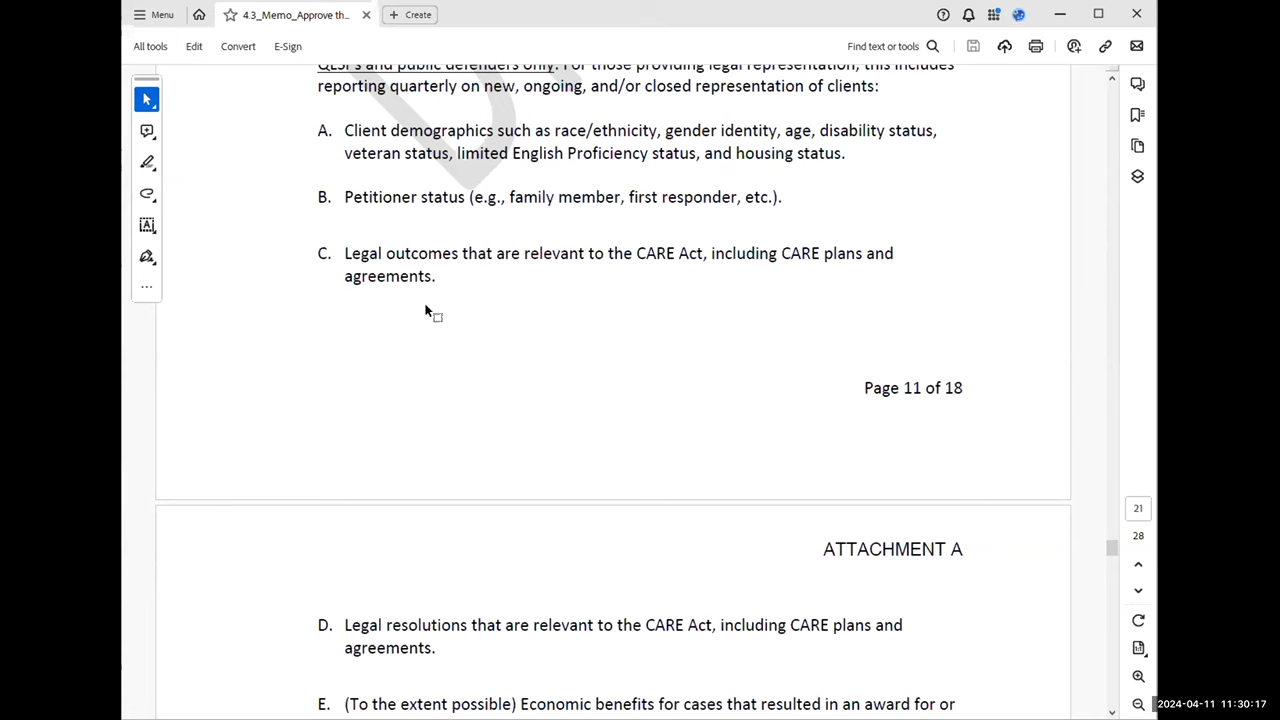 Menu
4.3_Memo_Approve th...
Create
All tools
Edit
Convert
E-Sign
Find text or tools
QLSPs and public defenders only: For those providing legal representation, this includes
reporting quarterly on new, ongoing, and/or closed representation of clients:
A. Client demographics such as race/ethnicity, gender identity, age, disability status,
veteran status, limited English Proficiency status, and housing status.
B. Petitioner status (e.g., family member, first responder, etc.).
C. Legal outcomes that are relevant to the CARE Act, including CARE plans and
agreements.
Page 11 of 18
21
28
ATTACHMENT A
D. Legal resolutions that are relevant to the CARE Act, including CARE plans and
agreements.
E. (To the extent possible) Economic benefits for cases that resulted in an award for or
2024-04-11 11:30:17